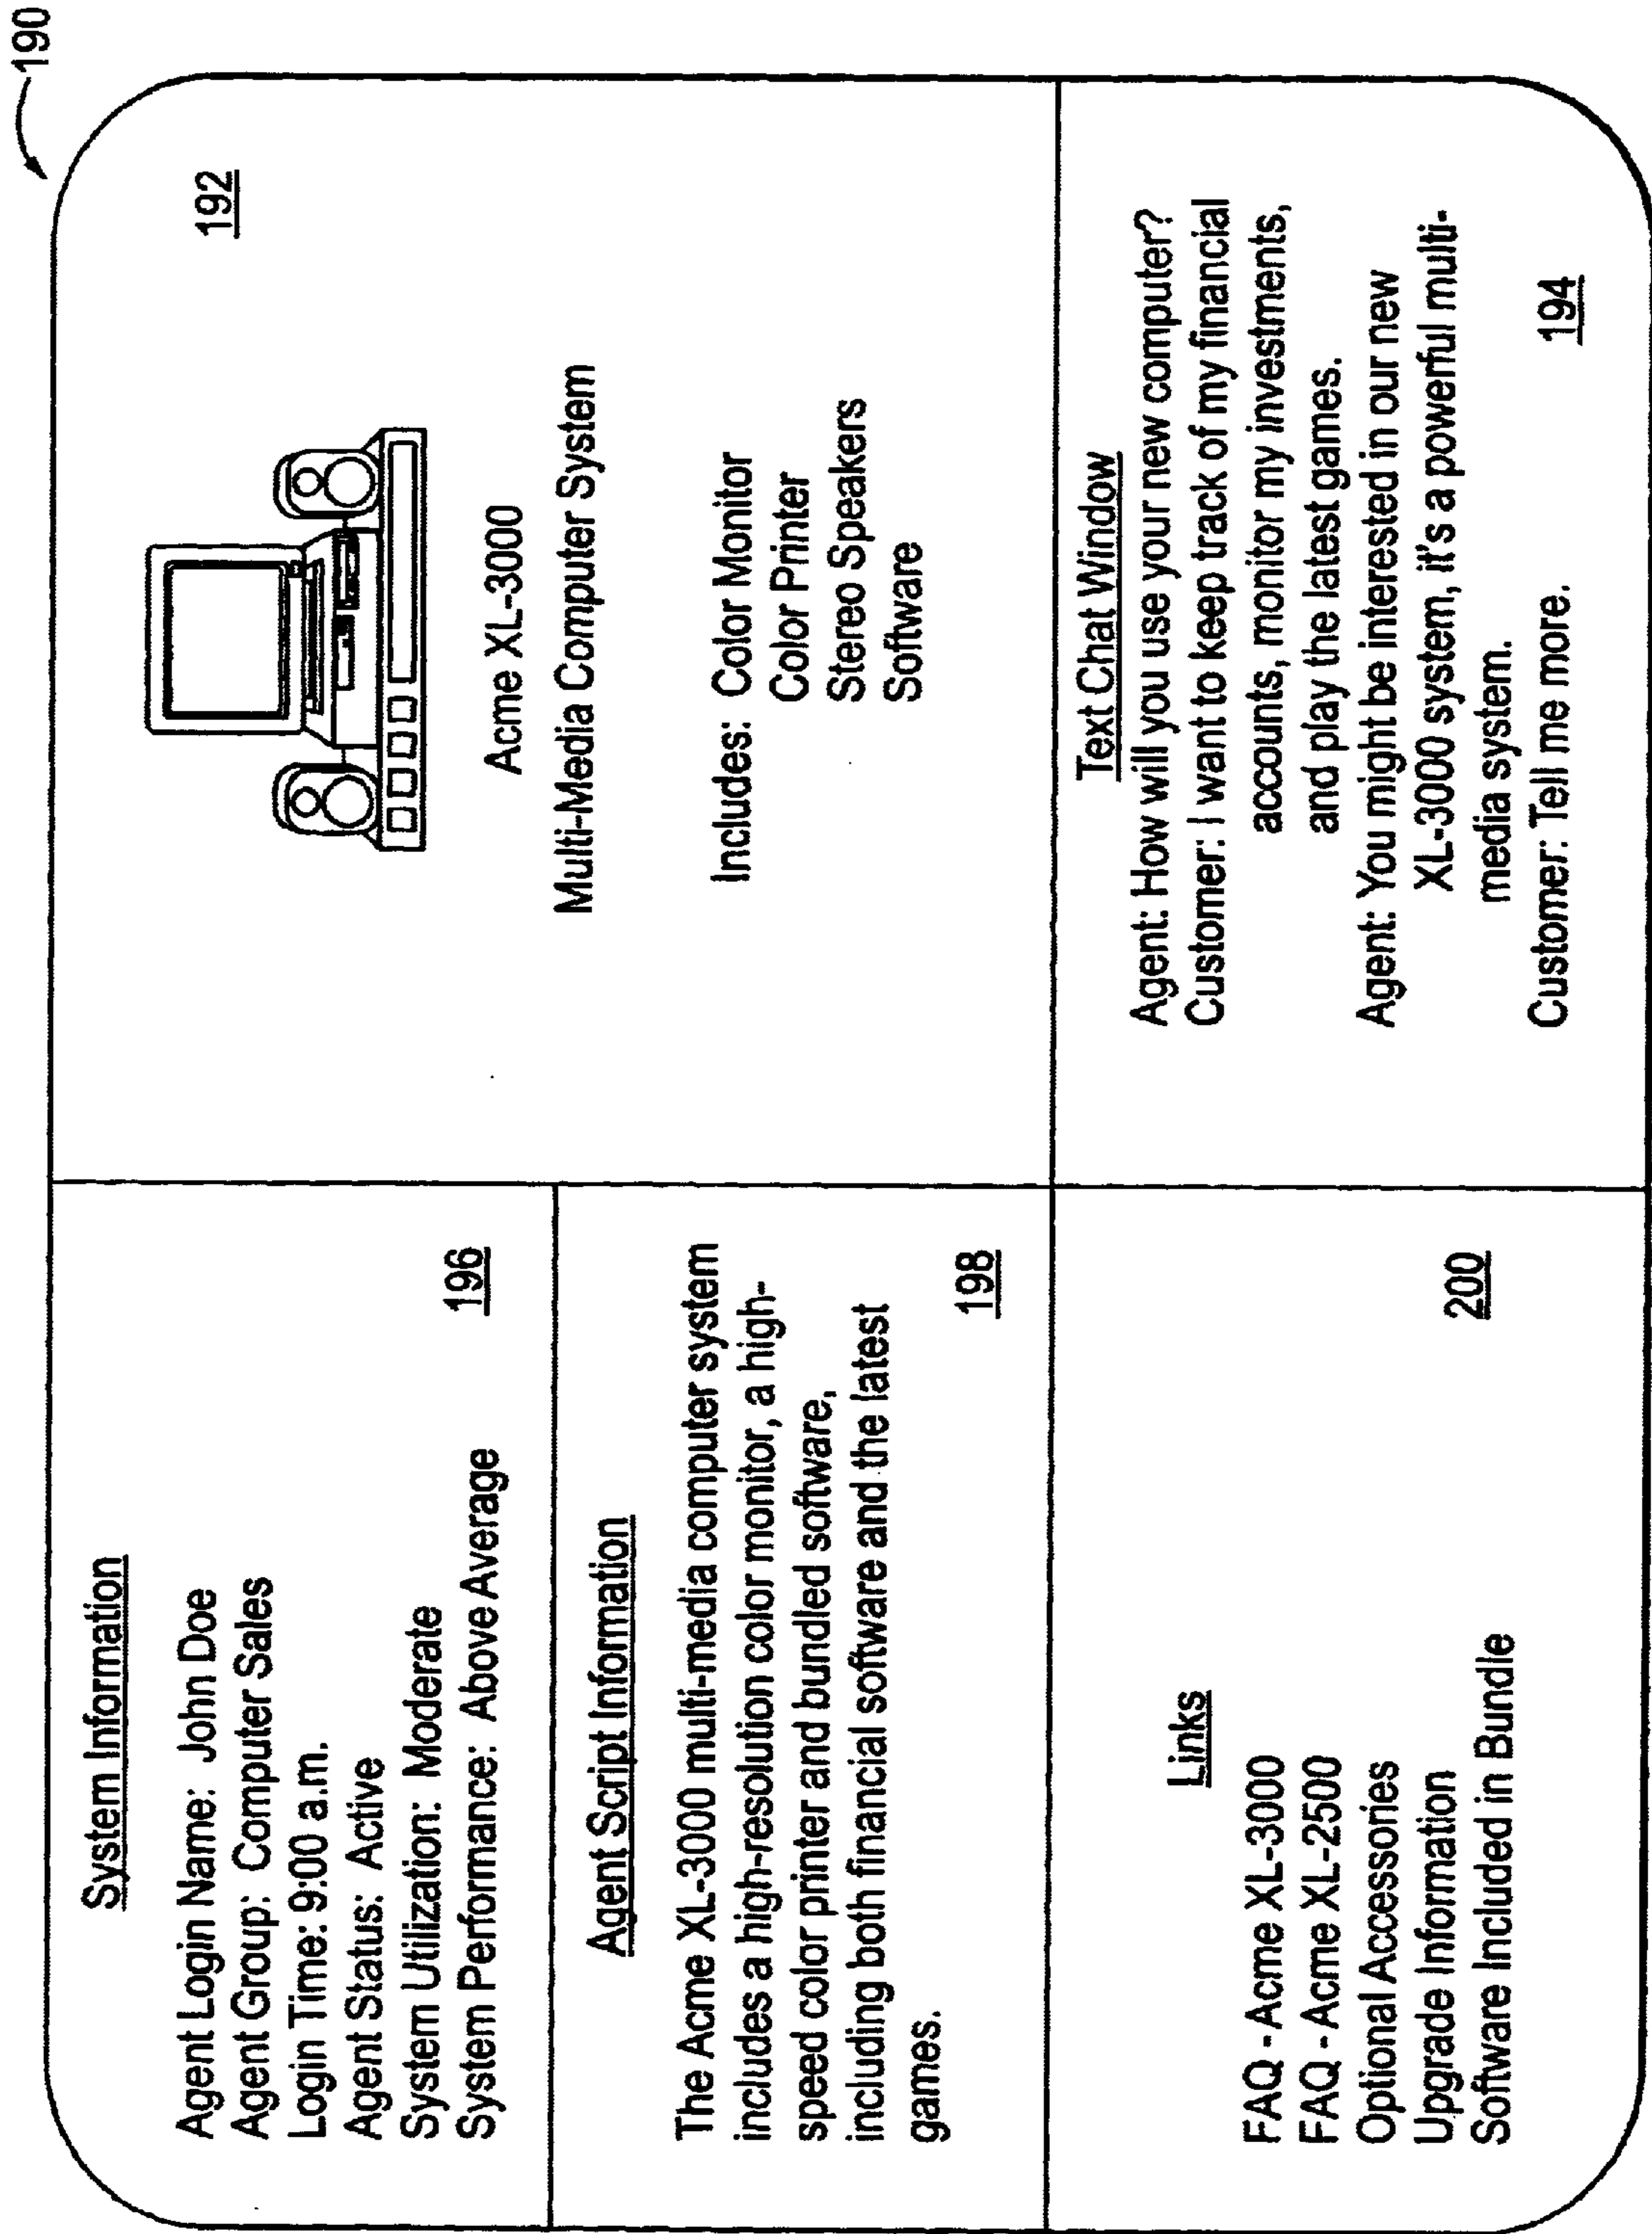 190
System Information
Agent Login Name: John Doe
Agent Group: Computer Sales
Login Time: 9:00 a.m.
Agent Status: Active
System Utilization: Moderate
System Performance: Above Average
196
Agent Script Information
The Acme XL-3000 multi-media computer system
includes a high-resolution color monitor, a high-
speed color printer and bundled software,
including both financial software and the latest
games.
198
Links
FAQ - Acme XL-3000
FAQ - Acme XL-2500
Optional Accessories
Upgrade Information
Software Included in Bundle
200
192
Acme XL-3000
Multi-Media Computer System
Includes: Color Monitor
Color Printer
Stereo Speakers
Software
Text Chat Window
Agent: How will you use your new computer?
Customer: I want to keep track of my financial
accounts, monitor my investments,
and play the latest games.
Agent: You might be interested in our new
XL-3000 system, it's a powerful multi-
media system.
Customer: Tell me more.
194